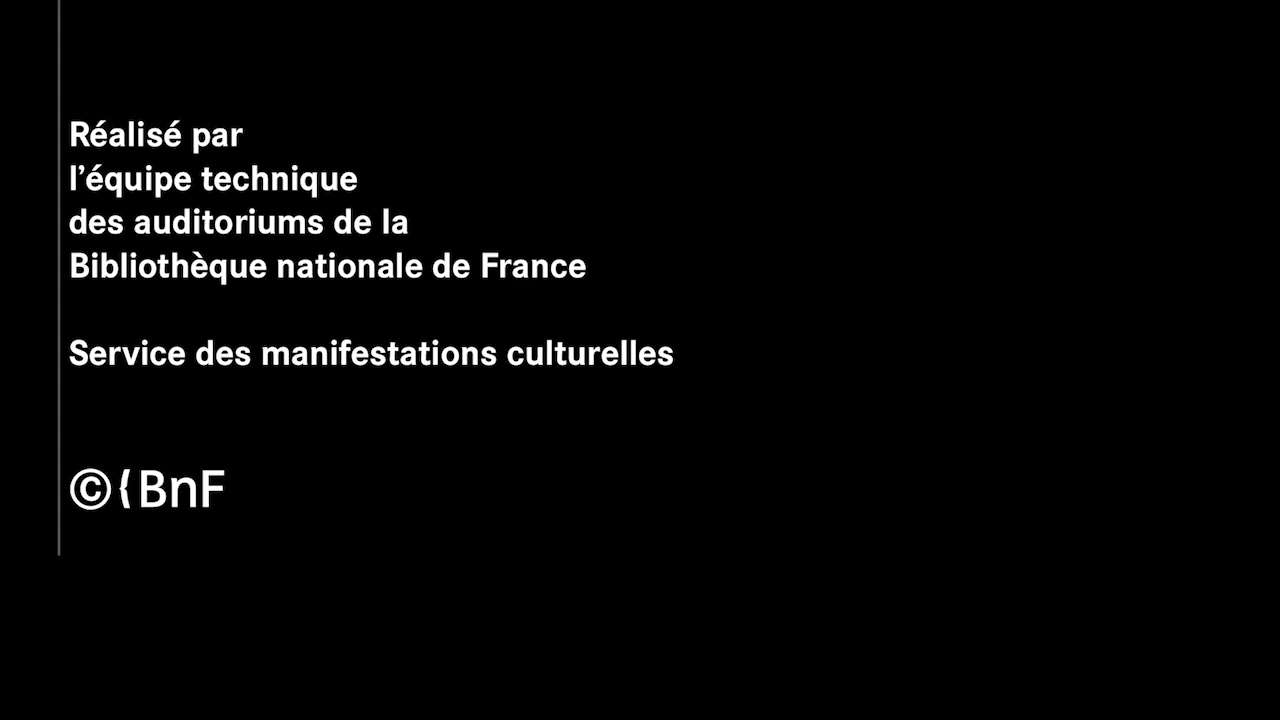 Réalisé par
l’équipe technique
des auditoriums de la
Bibliothèque nationale de France
Service des manifestations culturelles
©{BnF